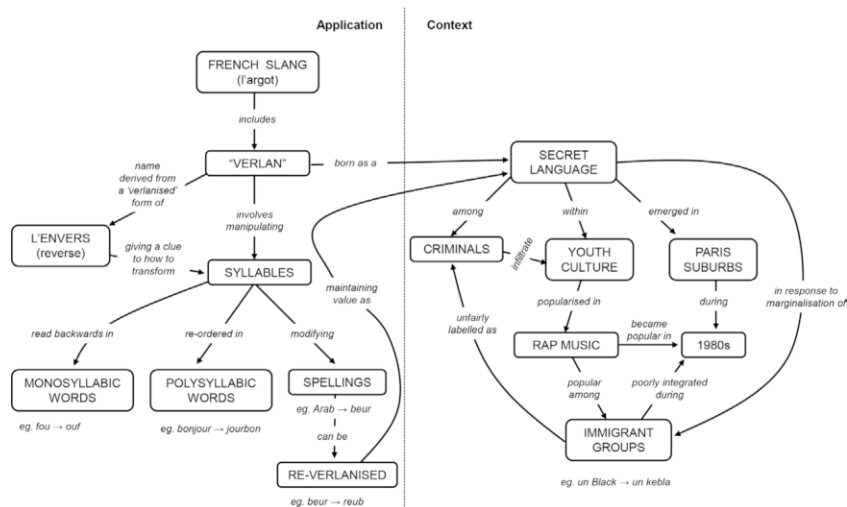 Application
Context
FRENCH SLANG
(l'argot)
includes
"VERLAN"
born as a
SECRET
LANGUAGE
name
derived from
a 'verlanised'
form of
involves
manipulating
among
within
emerged in
L'ENVERS
(reverse)
giving a clue
to how to
transform
SYLLABLES
maintaining
value as
CRIMINALS
infiltrate
YOUTH
CULTURE
PARIS
SUBURBS
in response to
marginalisation of
read backwards in
re-ordered in
modifying
unfairly
labelled as
popularised in
during
RAP MUSIC
became
popular in
1980s
MONOSYLLABIC
WORDS
POLYSYLLABIC
WORDS
SPELLINGS
popular
among
poorly integrated
during
eg. fou → ouf
eg. bonjour → jourbon
eg. Arab → beur
can be
IMMIGRANT
GROUPS
RE-VERLANISED
eg. beur → reub
eg. un Black → un kebla